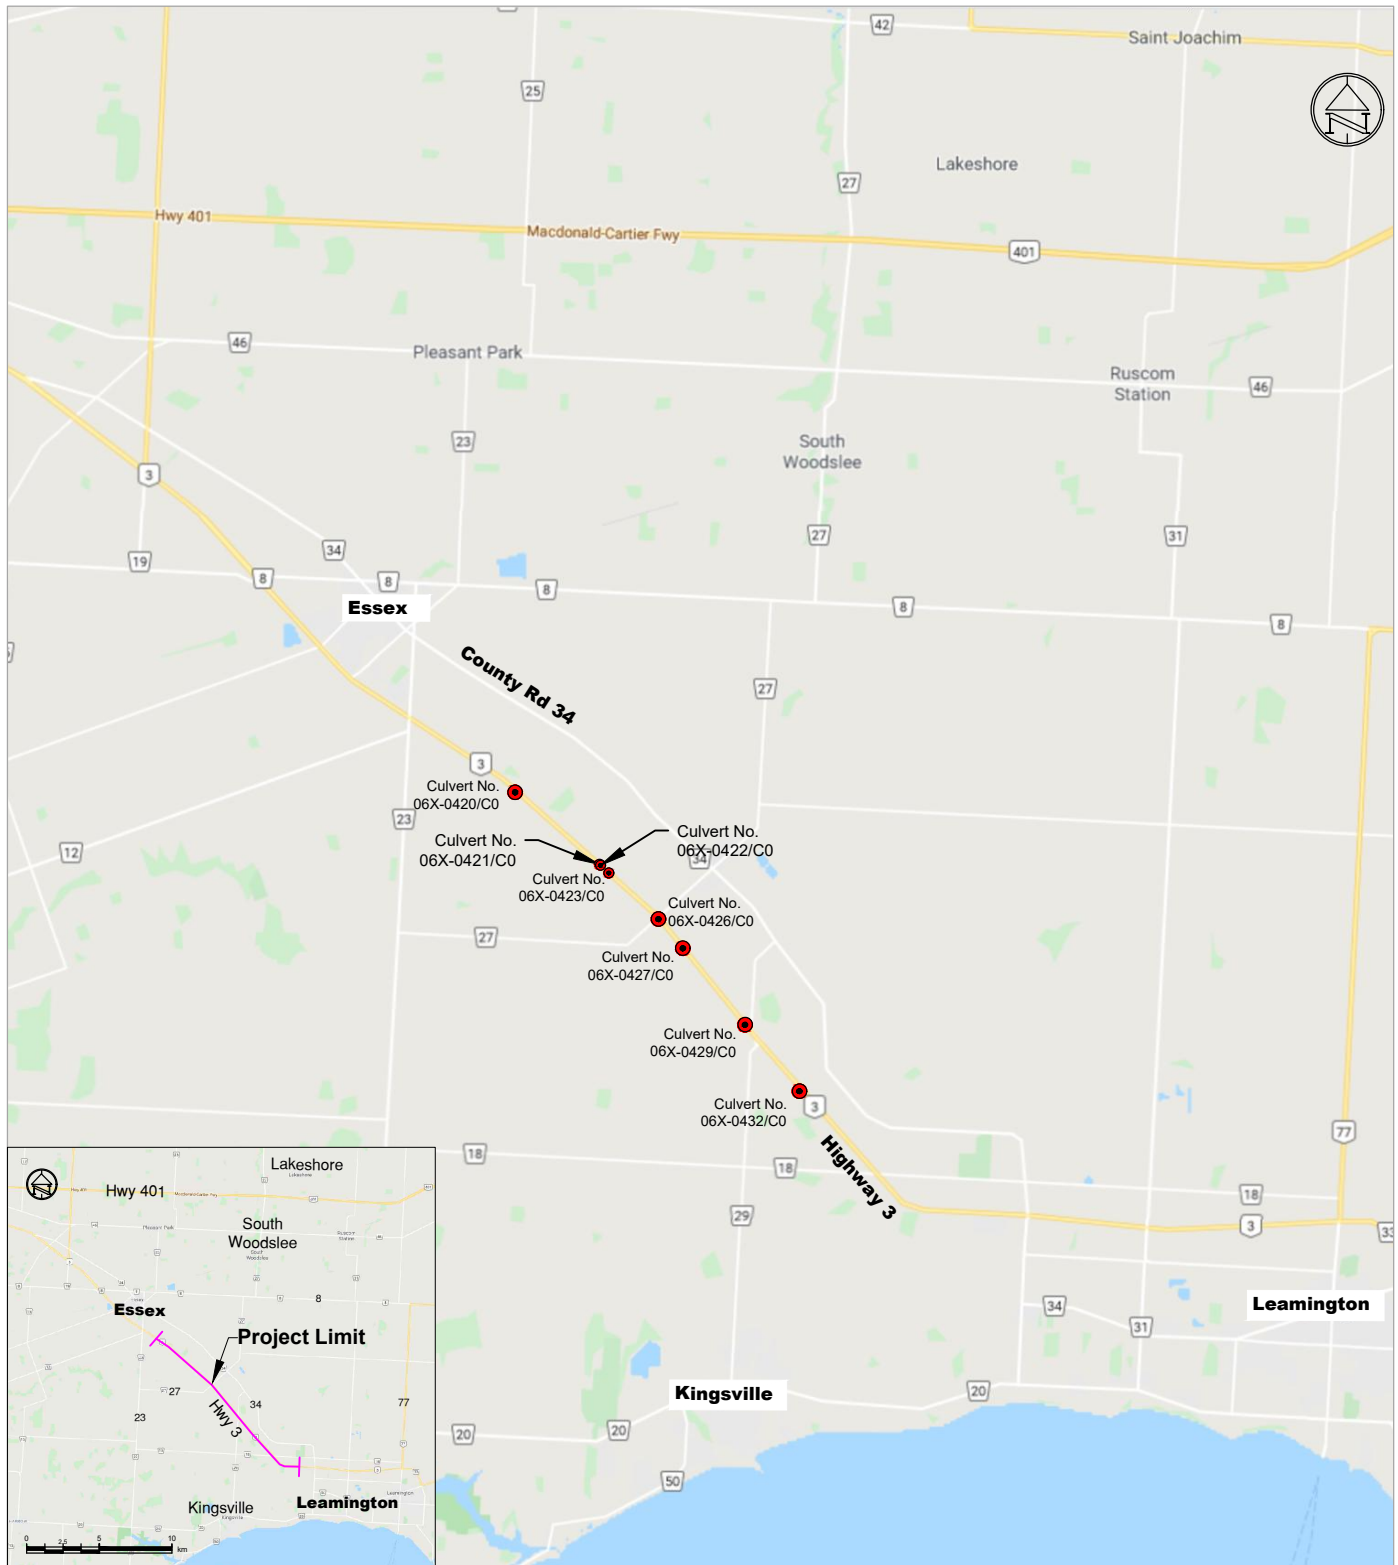 42
Saint Joachim
25
N
Lakeshore
27
Hwy 401
Macdonald-Cartier Fwy
401
46
Pleasant Park
Ruscom
Station
46
23
South
Woodslee
3
27
31
34
19
8
8
8
8
8
Essex
County Rd 34
27
3
Culvert No.
06X-0420/C0
23
Culvert No.
06X-0421/C0
Culvert No.
06X-0422/C0
34
12
Culvert No.
06X-0423/C0
Culvert No.
06X-0426/C0
27
Culvert No.
06X-0427/C0
Culvert No.
06X-0429/C0
Culvert No.
06X-0432/C0
3
77
Highway 3
18
18
18
29
3
33
34
31
Leamington
Kingsville
20
20
20
50
N
Lakeshore
Hwy 401
South
Woodslee
8
Essex
Project Limit
27
34
77
23
Hwy 3
Leamington
Kingsville
0
2.5
5
10
km